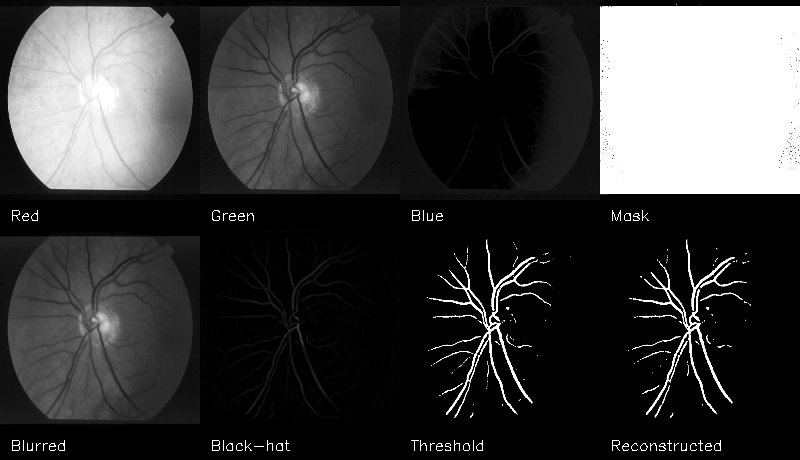 Red
Green
Blue
Mask
Blurred
Black-hat
Threshold
Reconstructed